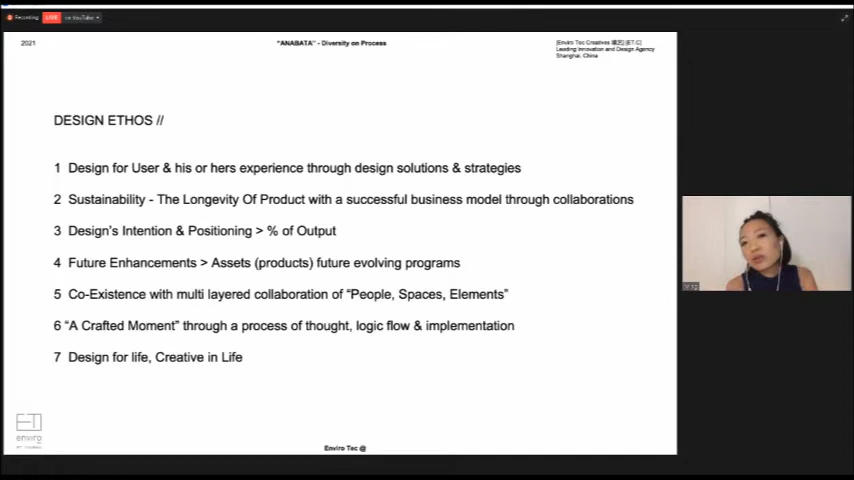 Recording LIVE on YouTube
2021
"ANABATA" - Diversity on Process
Leading Innovation and Design Agency
Shanghai, China
DESIGN ETHOS //
1 Design for User & his or hers experience through design solutions & strategies
2 Sustainability - The Longevity Of Product with a successful business model through collaborations
3 Design's Intention & Positioning > % of Output
4 Future Enhancements > Assets (products) future evolving programs
5 Co-Existence with multi layered collaboration of "People, Spaces, Elements"
6 "A Crafted Moment" through a process of thought, logic flow & implementation
7 Design for life, Creative in Life
enviro
Enviro Tec @